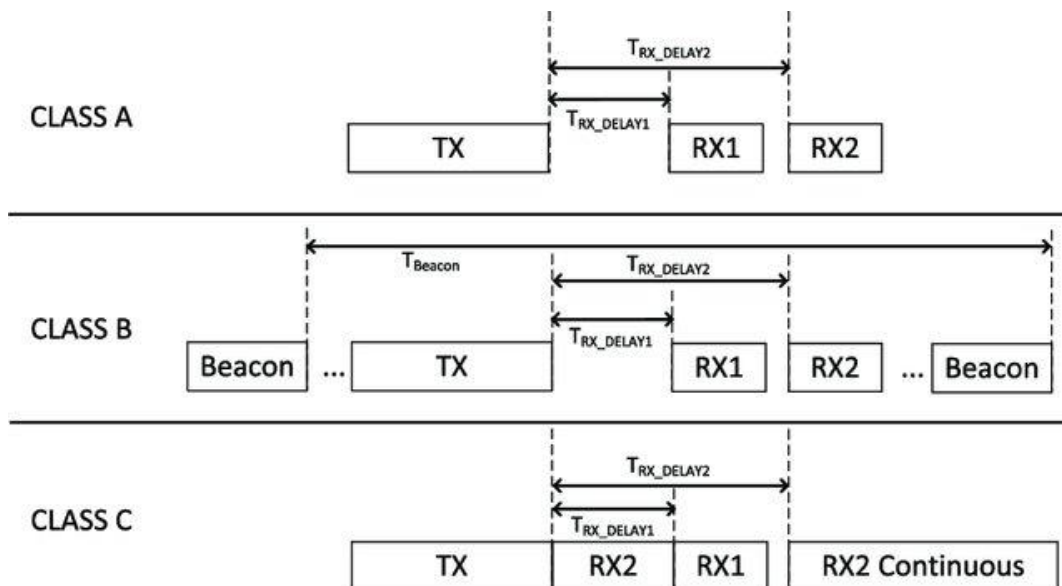 T_RX_DELAY2
T_RX_DELAY1
CLASS A
TX RX1 RX2
T_Beacon T_RX_DELAY2
T_RX_DELAY1
CLASS B
Beacon ... TX RX1 RX2 ... Beacon
T_RX_DELAY2
T_RX_DELAY1
CLASS C
TX RX2 RX1 RX2 Continuous